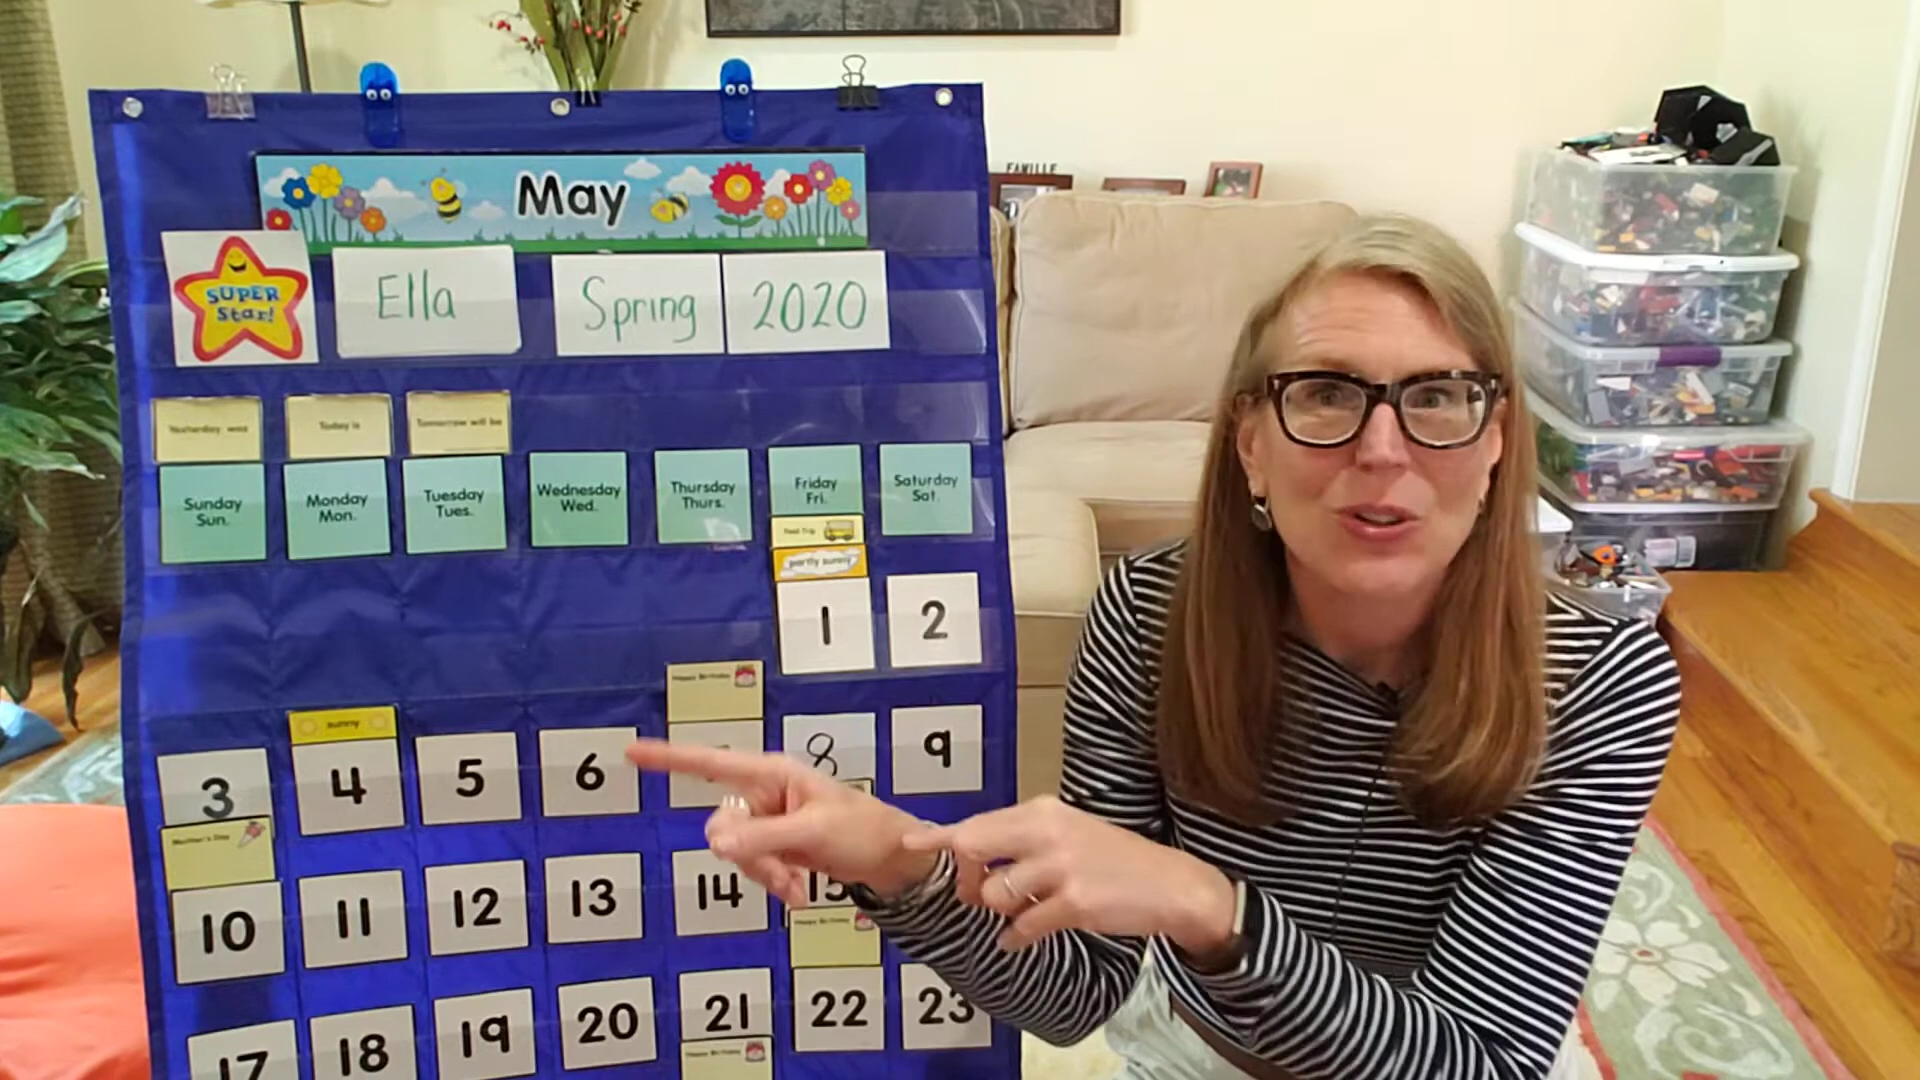 FAMILLE
May
SUPER
Star!
Ella
Spring
2020
Yesterday was
Today is
Tomorrow will be
Sunday
Sun.
Monday
Mon.
Tuesday
Tues.
Wednesday
Wed.
Thursday
Thurs.
Friday
Fri.
Saturday
Sat.
Field Trip
partly sunny
1
2
Happy Birthday
sunny
3
4
5
6
8
9
Mother's Day
10
11
12
13
14
15
Happy Birthday
17
18
19
20
21
22
23
Happy Birthday